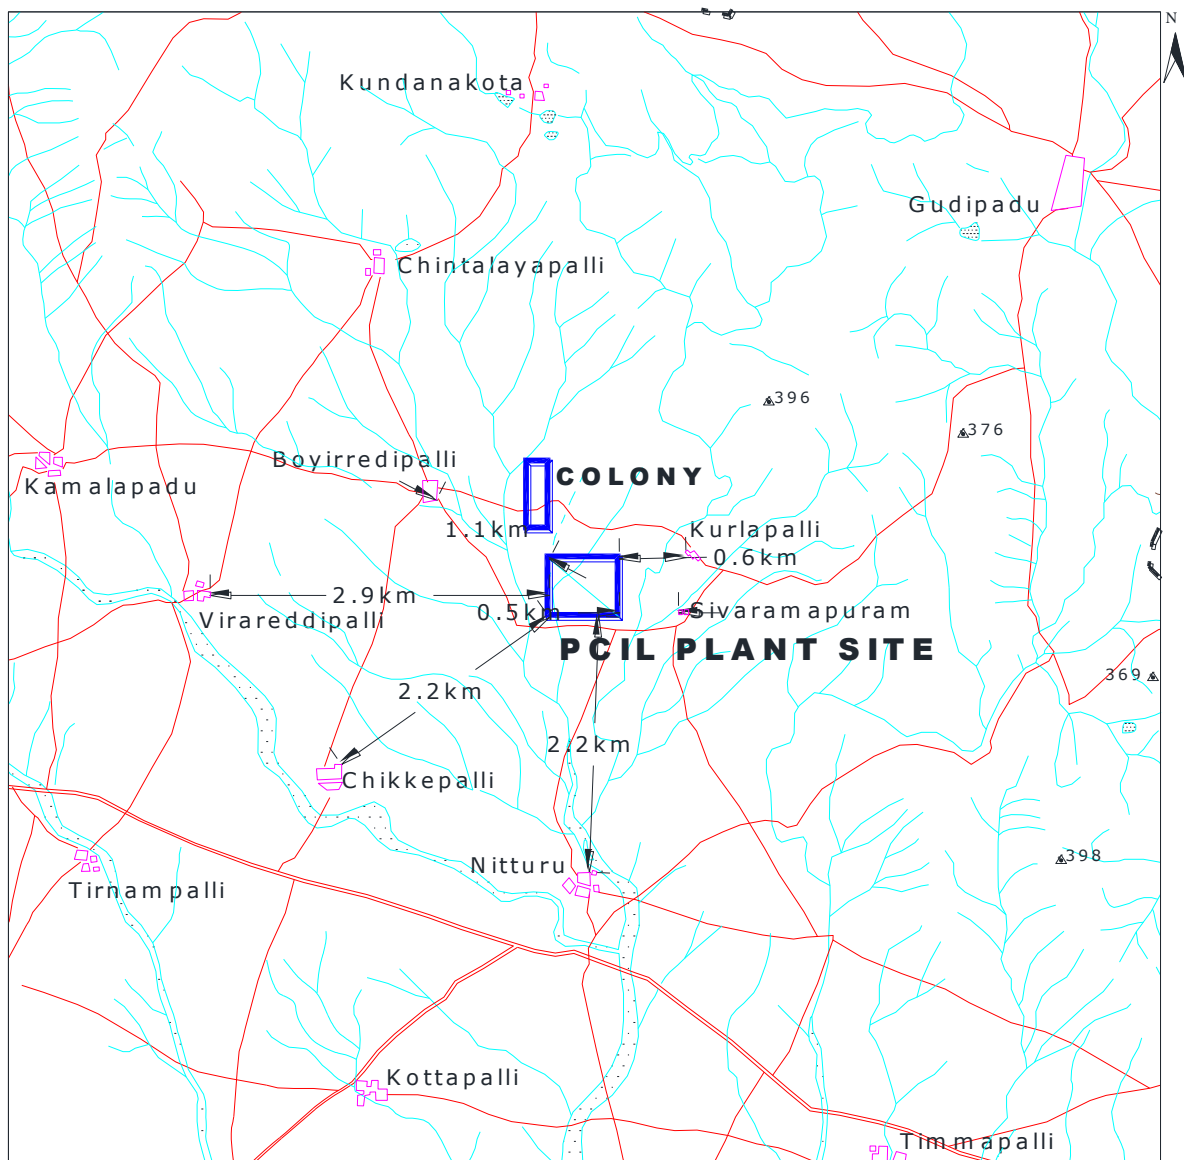 N
Kundanakota
Gudipadu
Chintalayapalli
396
376
Boyirredipalli
COLONY
Kamalapadu
1.1km
Kurlapalli
0.6km
2.9km
0.5km
Sivaramapuram
Virareddipalli
PCIL PLANT SITE
369
2.2km
2.2km
Chikkepalli
398
Nitturu
Tirnampalli
Kottapalli
Timmapalli